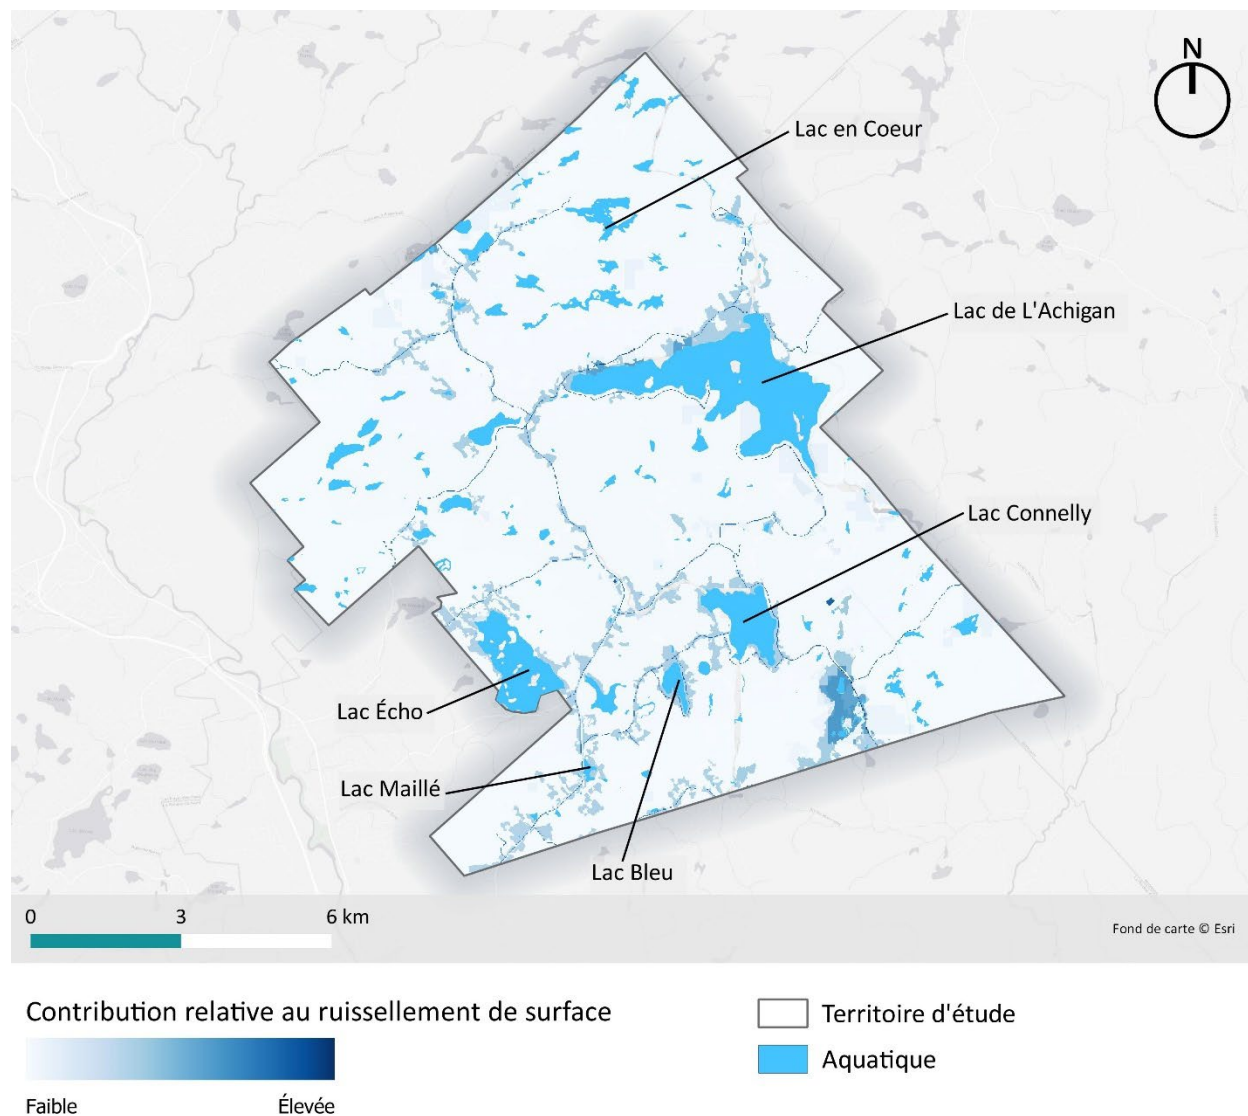 N
Lac en Coeur
Lac de L'Achigan
Lac Connelly
Lac Écho
Lac Maillé
Lac Bleu
0 3 6 km
Fond de carte © Esri
Contribution relative au ruissellement de surface
Faible Élevée
Territoire d'étude
Aquatique